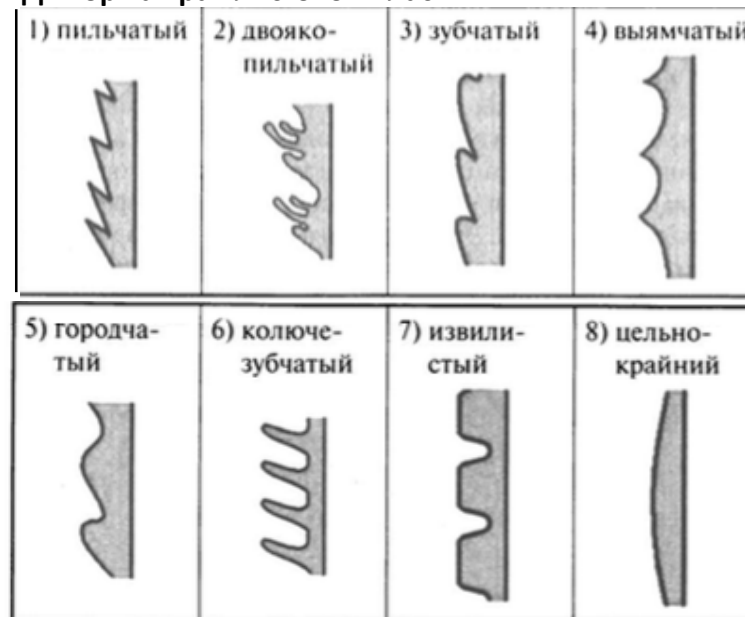 1) пильчатый
2) двояко-
пильчатый
3) зубчатый
4) выямчатый
5) городча-
тый
6) колюче-
зубчатый
7) извили-
стый
8) цельно-
крайний